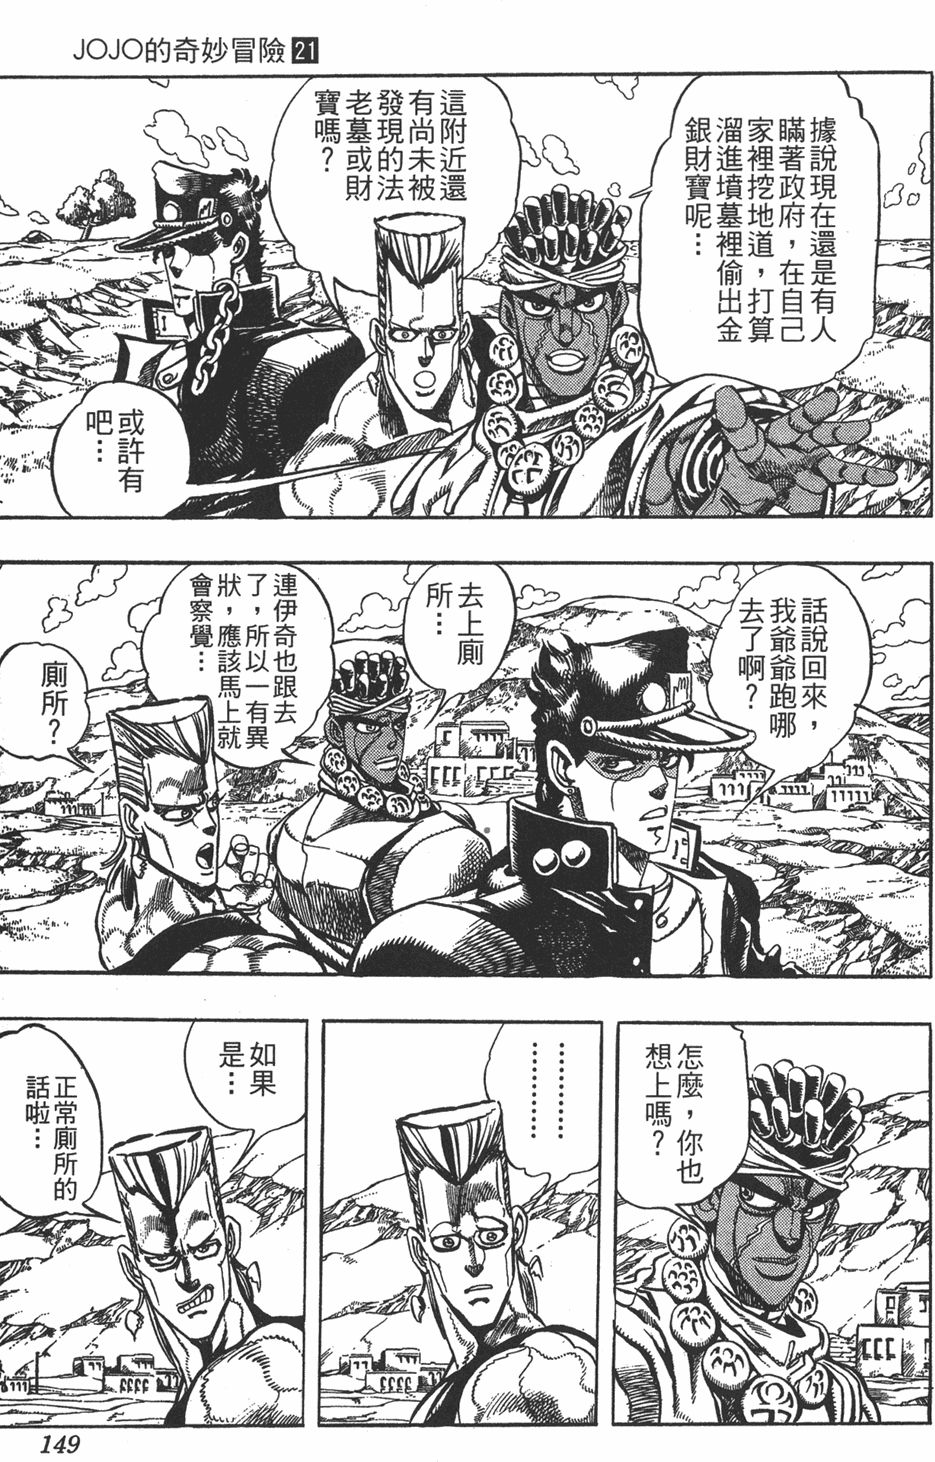 JOJO的奇妙冒險21
據說現在還是有人
瞞著政府，在自己
家裡挖地道，打算
溜進墳墓裡偷出金
銀財寶呢…
這附近還
有尚未被
發現的法
老墓或財
寶嗎？
或許有
吧…
話說回來，
我爺爺跑哪
去了啊？
去上廁
所…
連伊奇也跟去
了，所以一有異
狀，應該馬上就
會察覺…
廁所？
怎麼，你也
想上嗎？
…………
…………
如果
是…
正常廁所的
話啦…
149